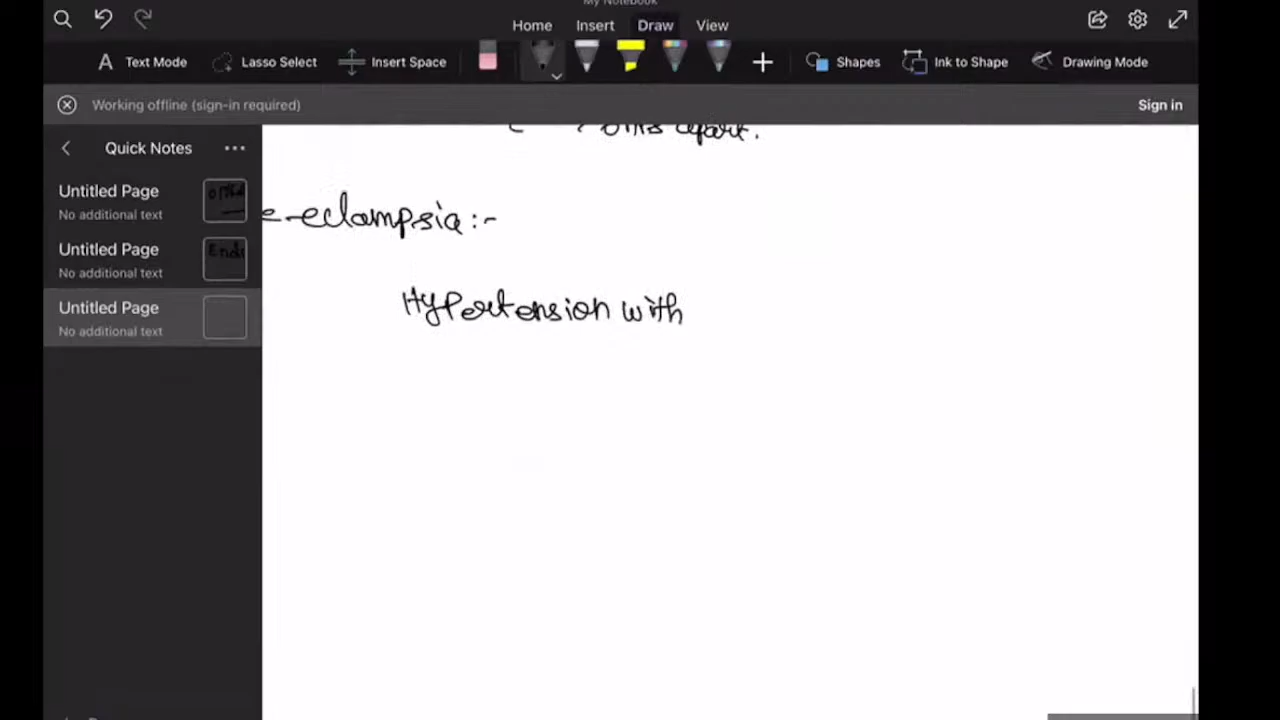 My Notebook
Home Insert Draw View
A Text Mode Lasso Select Insert Space Shapes Ink to Shape Drawing Mode
Working offline (sign-in required) Sign in
Quick Notes
Untitled Page
No additional text
Untitled Page
No additional text
Untitled Page
No additional text
apart.
e-eclampsia:-
Hypertension with